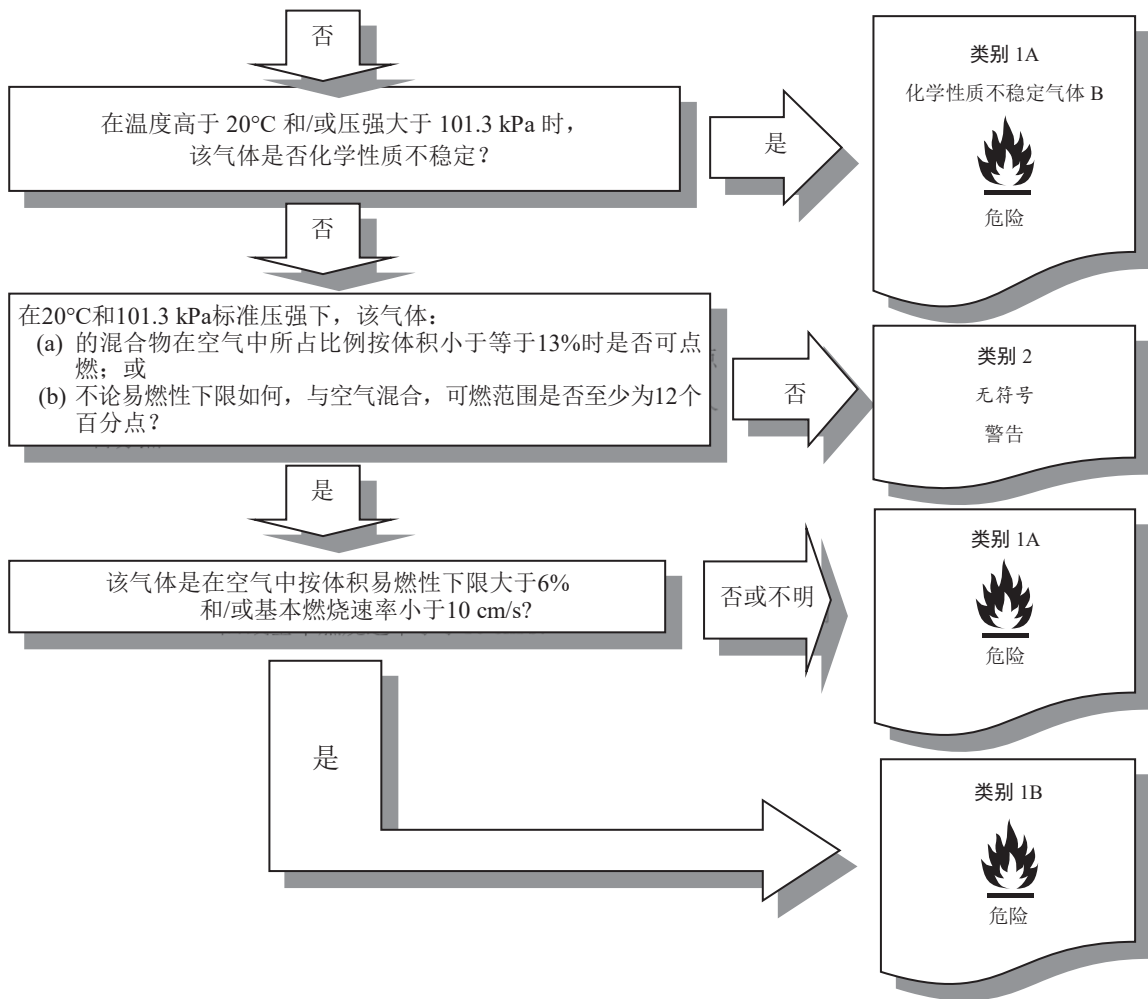 否
在温度高于 20°C 和/或压强大于 101.3 kPa 时，
该气体是否化学性质不稳定？
是
类别 1A
化学性质不稳定气体 B
危险
否
在20°C和101.3 kPa标准压强下，该气体：
(a) 的混合物在空气中所占比例按体积小于等于13%时是否可点
燃；或
(b) 不论易燃性下限如何，与空气混合，可燃范围是否至少为12个
百分点？
否
类别 2
无符号
警告
是
该气体是在空气中按体积易燃性下限大于6%
和/或基本燃烧速率小于10 cm/s?
否或不明
类别 1A
危险
是
类别 1B
危险